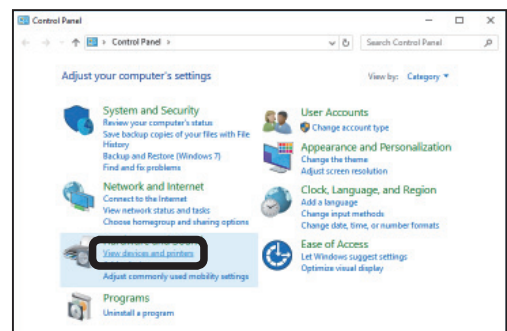 Control Panel
Control Panel
Search Control Panel
Adjust your computer's settings
View by: Category
System and Security
Review your computer's status
Save backup copies of your files with File
History
Backup and Restore (Windows 7)
Find and fix problems
Network and Internet
Connect to the Internet
View network status and tasks
Choose homegroup and sharing options
View devices and printers
Adjust commonly used mobility settings
Programs
Uninstall a program
User Accounts
Change account type
Appearance and Personalization
Change the theme
Adjust screen resolution
Clock, Language, and Region
Add a language
Change input methods
Change date, time, or number formats
Ease of Access
Let Windows suggest settings
Optimize visual display